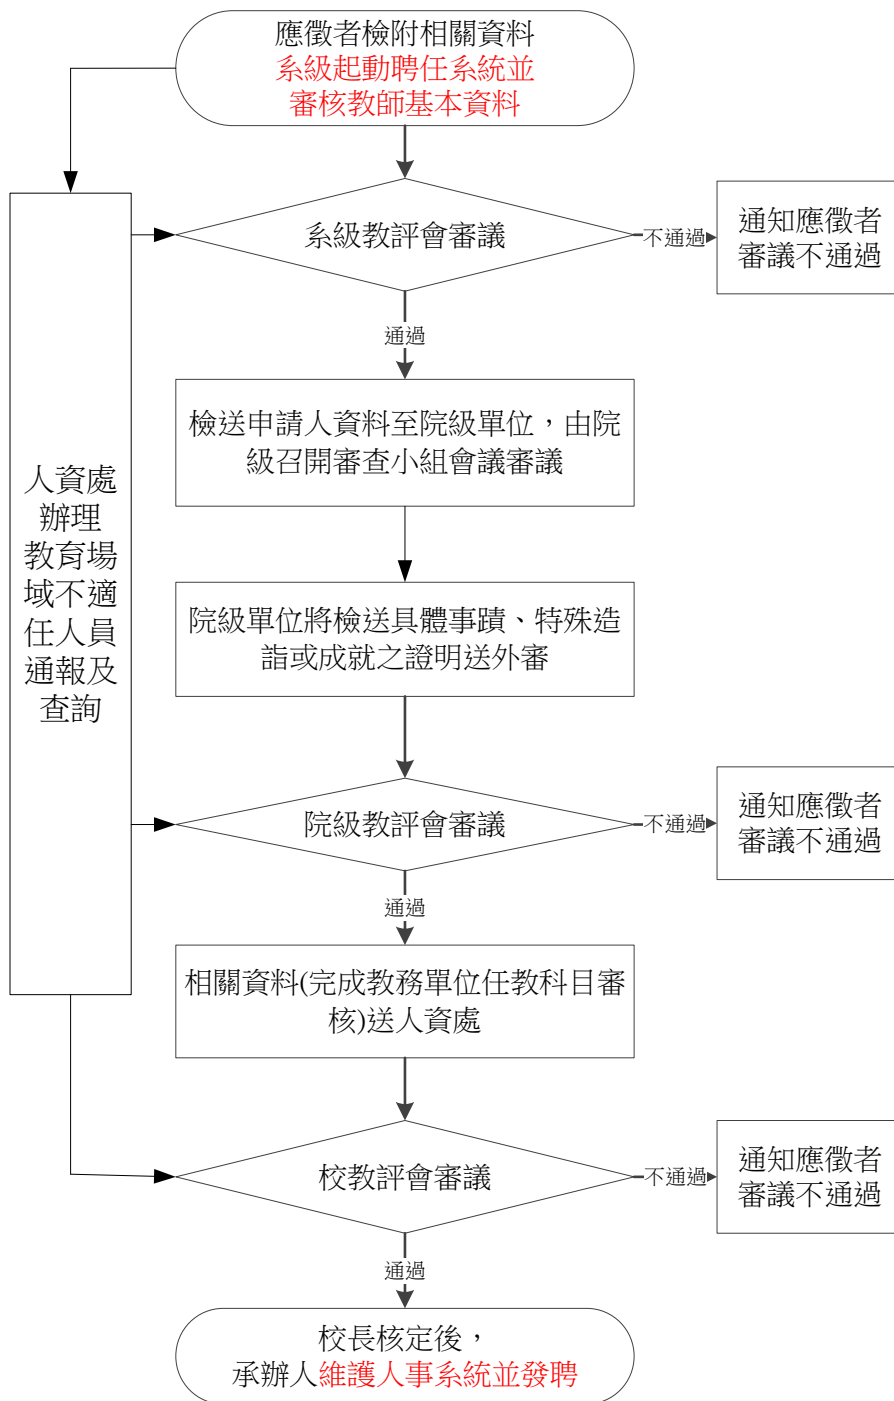 應徵者檢附相關資料
系級起動聘任系統並
審核教師基本資料
系級教評會審議
不通過
通知應徵者
審議不通過
通過
檢送申請人資料至院級單位，由院
級召開審查小組會議審議
人資處
辦理
教育場
域不適
任人員
通報及
查詢
院級單位將檢送具體事蹟、特殊造
詣或成就之證明送外審
院級教評會審議
不通過
通知應徵者
審議不通過
通過
相關資料(完成教務單位任教科目審
核)送人資處
校教評會審議
不通過
通知應徵者
審議不通過
通過
校長核定後，
承辦人維護人事系統並發聘